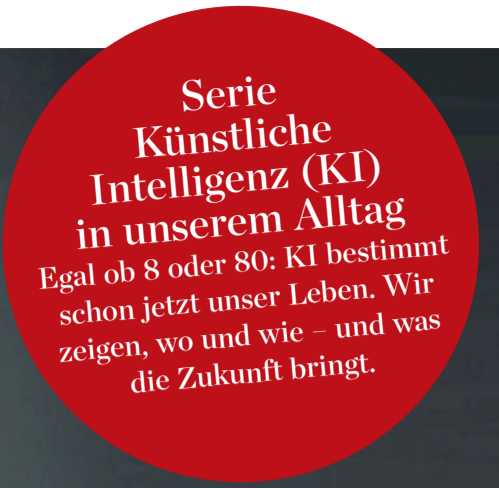 Serie
Künstliche
Intelligenz (KI)
in unserem Alltag
Egal ob 8 oder 80: KI bestimmt
schon jetzt unser Leben. Wir
zeigen, wo und wie – und was
die Zukunft bringt.